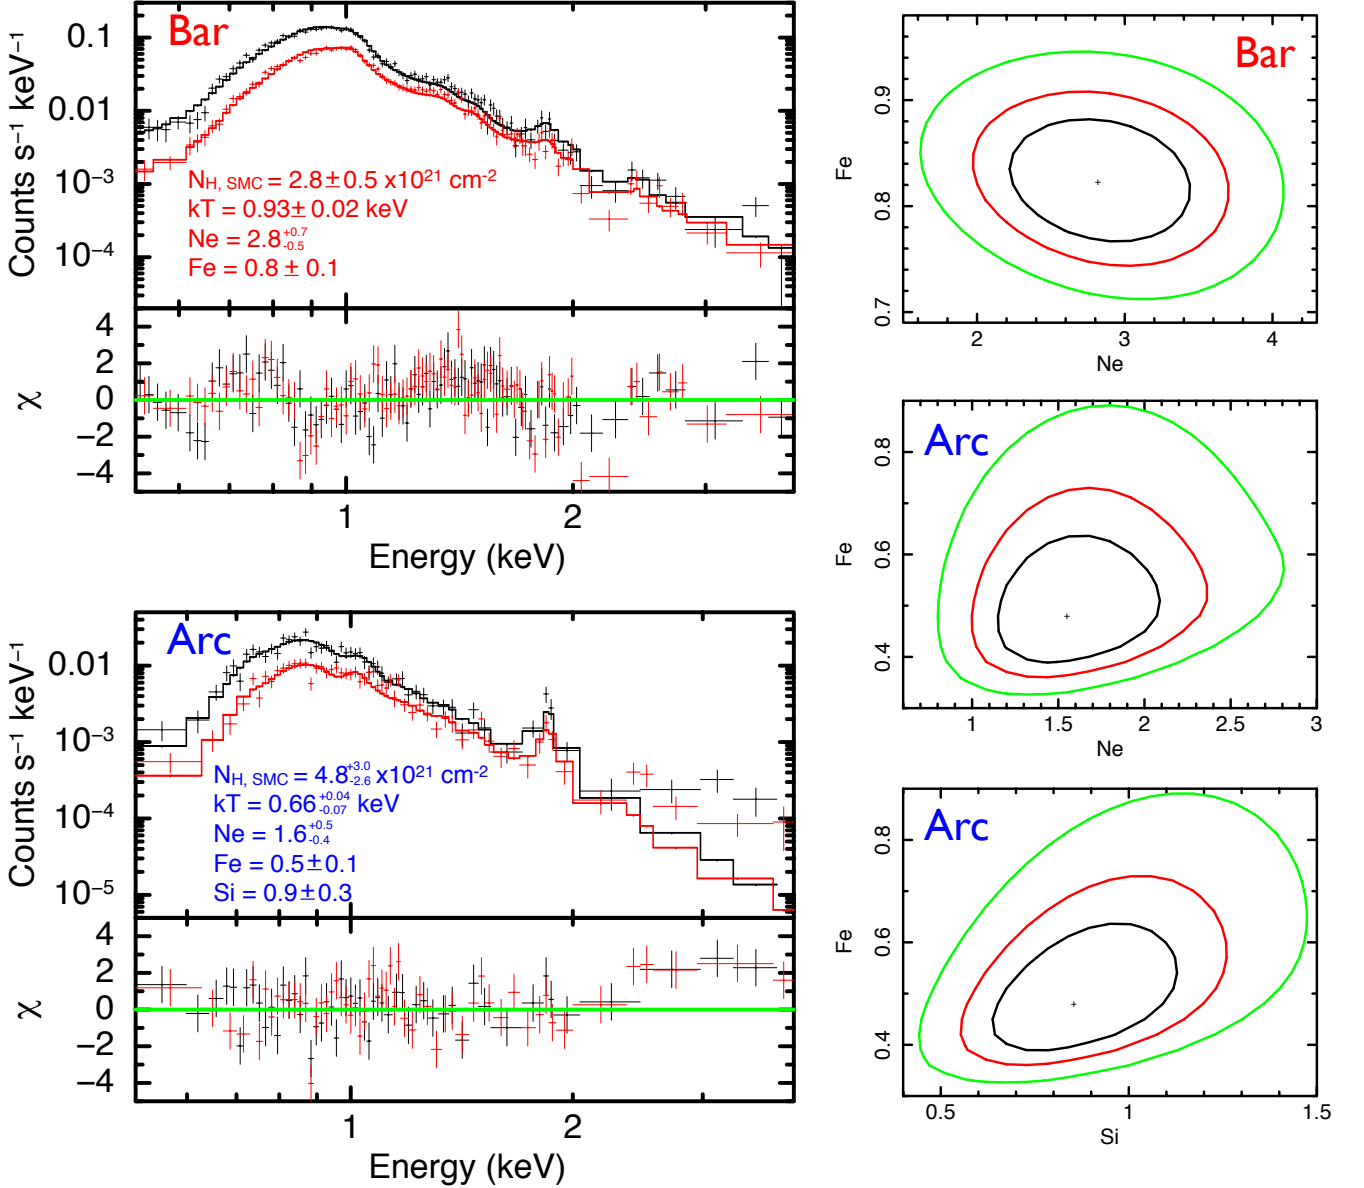 Bar
Counts s⁻¹ keV⁻¹
0.1
0.01
10⁻³
10⁻⁴
N_H, SMC = 2.8±0.5 x10²¹ cm⁻²
kT = 0.93±0.02 keV
Ne = 2.8 +0.7 -0.5
Fe = 0.8±0.1
χ
4
2
0
−2
−4
1 2
Energy (keV)
Arc
Counts s⁻¹ keV⁻¹
0.01
10⁻³
10⁻⁴
10⁻⁵
N_H, SMC = 4.8 +3.0 -2.6 x10²¹ cm⁻²
kT = 0.66 +0.04 -0.07 keV
Ne = 1.6 +0.5 -0.4
Fe = 0.5±0.1
Si = 0.9±0.3
χ
4
2
0
−2
−4
1 2
Energy (keV)
Bar
Fe
0.9
0.8
0.7
2 3 4
Ne
Arc
Fe
0.8
0.6
0.4
1 1.5 2 2.5 3
Ne
Arc
Fe
0.8
0.6
0.4
0.5 1 1.5
Si